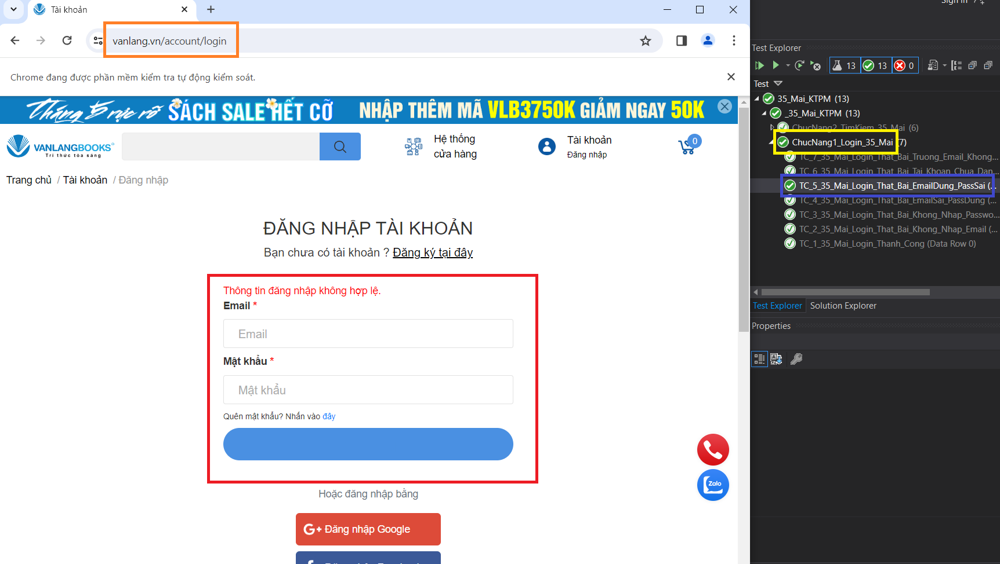 Tài khoản
vanlang.vn/account/login
Chrome đang được phần mềm kiểm tra tự động kiểm soát.
Tháng 5 rực rỡ SÁCH SALE HẾT CỠ NHẬP THÊM MÃ VLB3750K GIẢM NGAY 50K
VANLANGBOOKS
Tri thức tỏa sáng
Hệ thống
cửa hàng
Tài khoản
Đăng nhập
0
Trang chủ / Tài khoản / Đăng nhập
ĐĂNG NHẬP TÀI KHOẢN
Bạn chưa có tài khoản ? Đăng ký tại đây
Thông tin đăng nhập không hợp lệ.
Email *
Email
Mật khẩu *
Mật khẩu
Quên mật khẩu? Nhấn vào đây
Zalo
Hoặc đăng nhập bằng
G+ Đăng nhập Google
Sign in
Test Explorer
13 13 0
Test
35_Mai_KTPM (13)
_35_Mai_KTPM (13)
ChucNang2_TimKiem_35_Mai (6)
ChucNang1_Login_35_Mai (7)
TC_7_35_Mai_Login_That_Bai_Truong_Email_Khong...
TC_6_35_Mai_Login_That_Bai_Tai_Khoan_Chua_Dan...
TC_5_35_Mai_Login_That_Bai_EmailDung_PassSai (...
TC_4_35_Mai_Login_That_Bai_EmailSai_PassDung (...
TC_3_35_Mai_Login_That_Bai_Khong_Nhap_Passwo...
TC_2_35_Mai_Login_That_Bai_Khong_Nhap_Email (...
TC_1_35_Mai_Login_Thanh_Cong (Data Row 0)
Test Explorer Solution Explorer
Properties